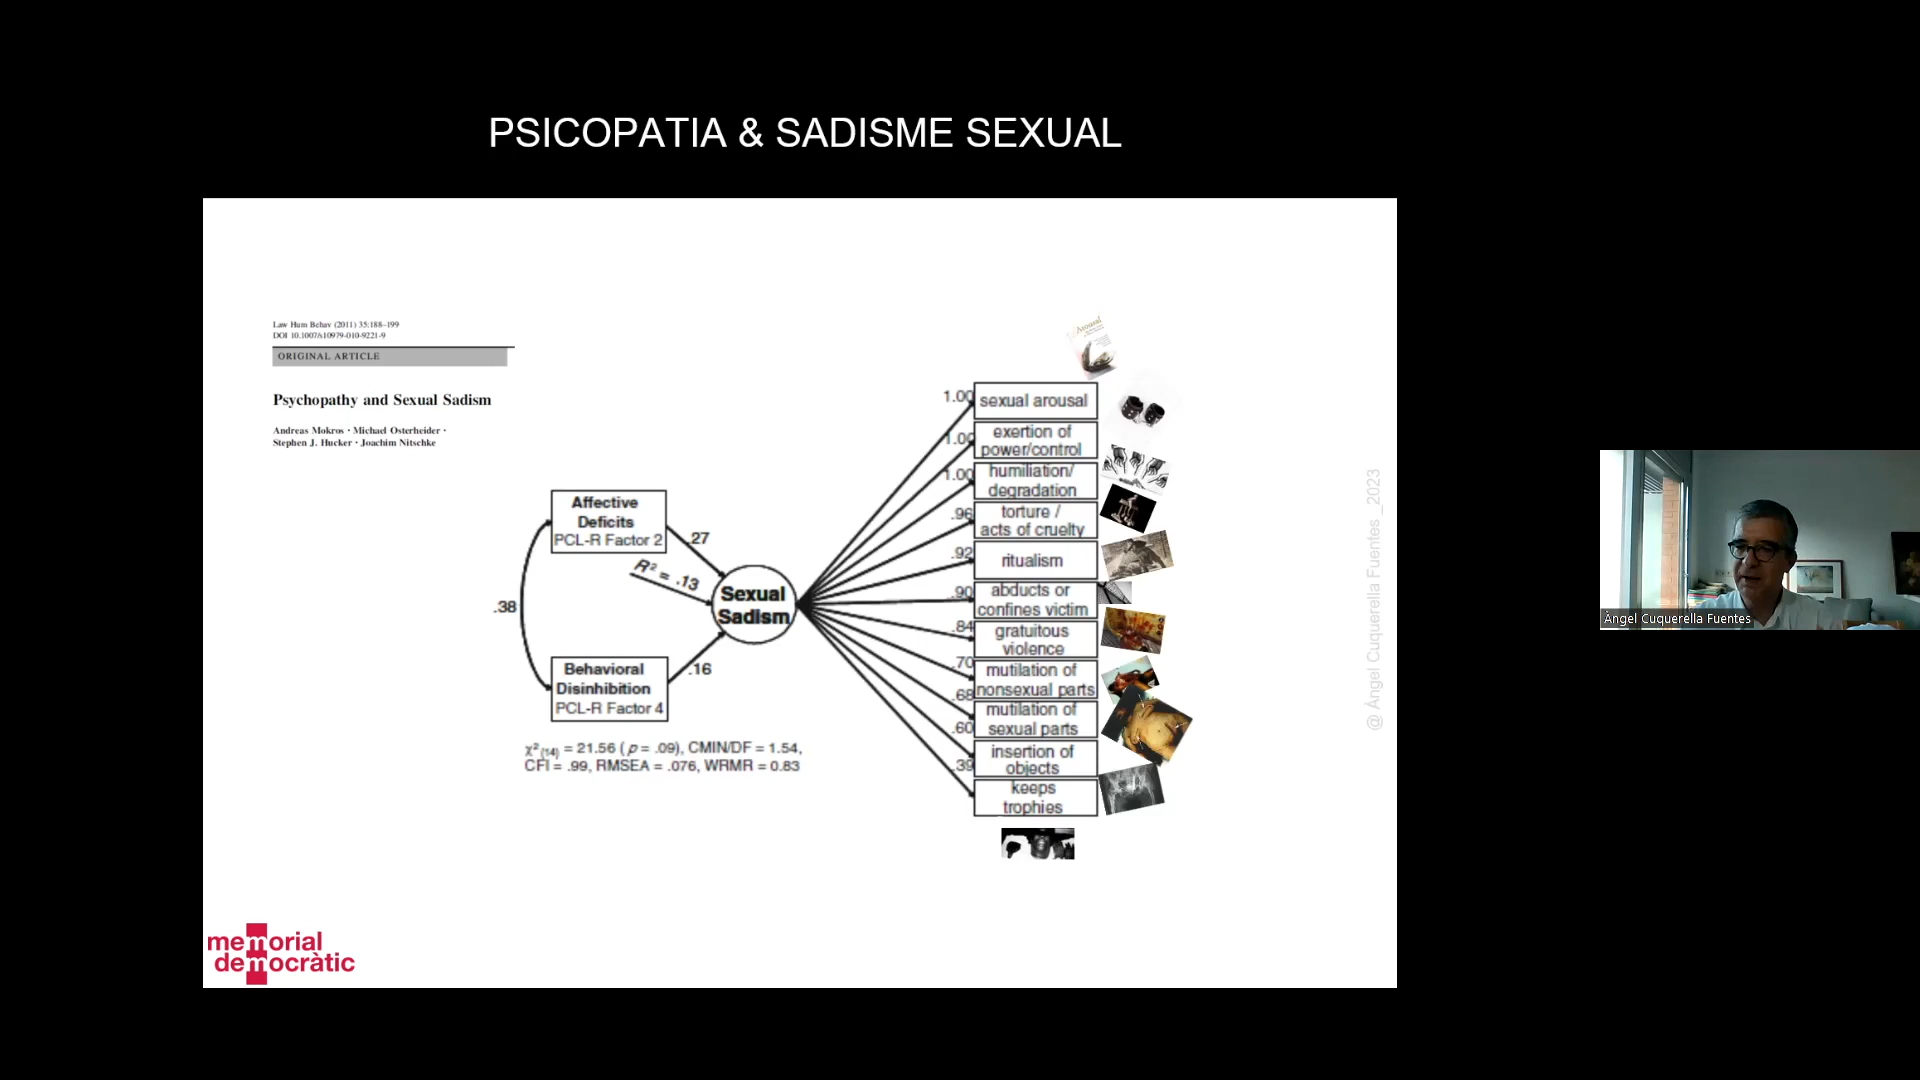 PSICOPATIA & SADISME SEXUAL
Law Hum Behav (2011) 35:188–199
DOI 10.1007/s10979-010-9221-9
ORIGINAL ARTICLE
Psychopathy and Sexual Sadism
Andreas Mokros · Michael Osterheider ·
Stephen J. Hucker · Joachim Nitschke
Affective
Deficits
PCL-R Factor 2
.27
R² = .13
.38
Sexual
Sadism
Behavioral
Disinhibition
PCL-R Factor 4
.16
χ²(14) = 21.56 ( p = .09), CMIN/DF = 1.54,
CFI = .99, RMSEA = .076, WRMR = 0.83
Arousal
1.00
sexual arousal
1.00
exertion of
power/control
1.00
humiliation/
degradation
.96
torture /
acts of cruelty
.92
ritualism
.90
abducts or
confines victim
.84
gratuitous
violence
.70
mutilation of
nonsexual parts
.68
mutilation of
sexual parts
.60
insertion of
objects
.39
keeps
trophies
@ Àngel Cuquerella Fuentes _2023
memorial
democràtic
Àngel Cuquerella Fuentes